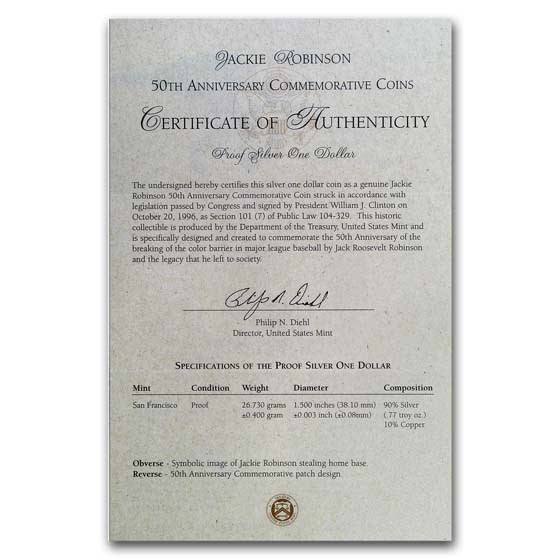 JACKIE ROBINSON
50TH ANNIVERSARY COMMEMORATIVE COINS
CERTIFICATE OF AUTHENTICITY
Proof Silver One Dollar
The undersigned hereby certifies this silver one dollar coin as a genuine Jackie
Robinson 50th Anniversary Commemorative Coin struck in accordance with
legislation passed by Congress and signed by President William J. Clinton on
October 20, 1996, as Section 101 (7) of Public Law 104-329. This historic
collectible is produced by the Department of the Treasury, United States Mint and
is specifically designed and created to commemorate the 50th Anniversary of the
breaking of the color barrier in major league baseball by Jack Roosevelt Robinson
and the legacy that he left to society.
Philip N. Diehl
Philip N. Diehl
Director, United States Mint
SPECIFICATIONS OF THE PROOF SILVER ONE DOLLAR
Mint Condition Weight Diameter Composition
San Francisco Proof 26.730 grams 1.500 inches (38.10 mm) 90% Silver
±0.400 gram ±0.003 inch (±0.08mm) (.77 troy oz.)
10% Copper
Obverse - Symbolic image of Jackie Robinson stealing home base.
Reverse - 50th Anniversary Commemorative patch design.